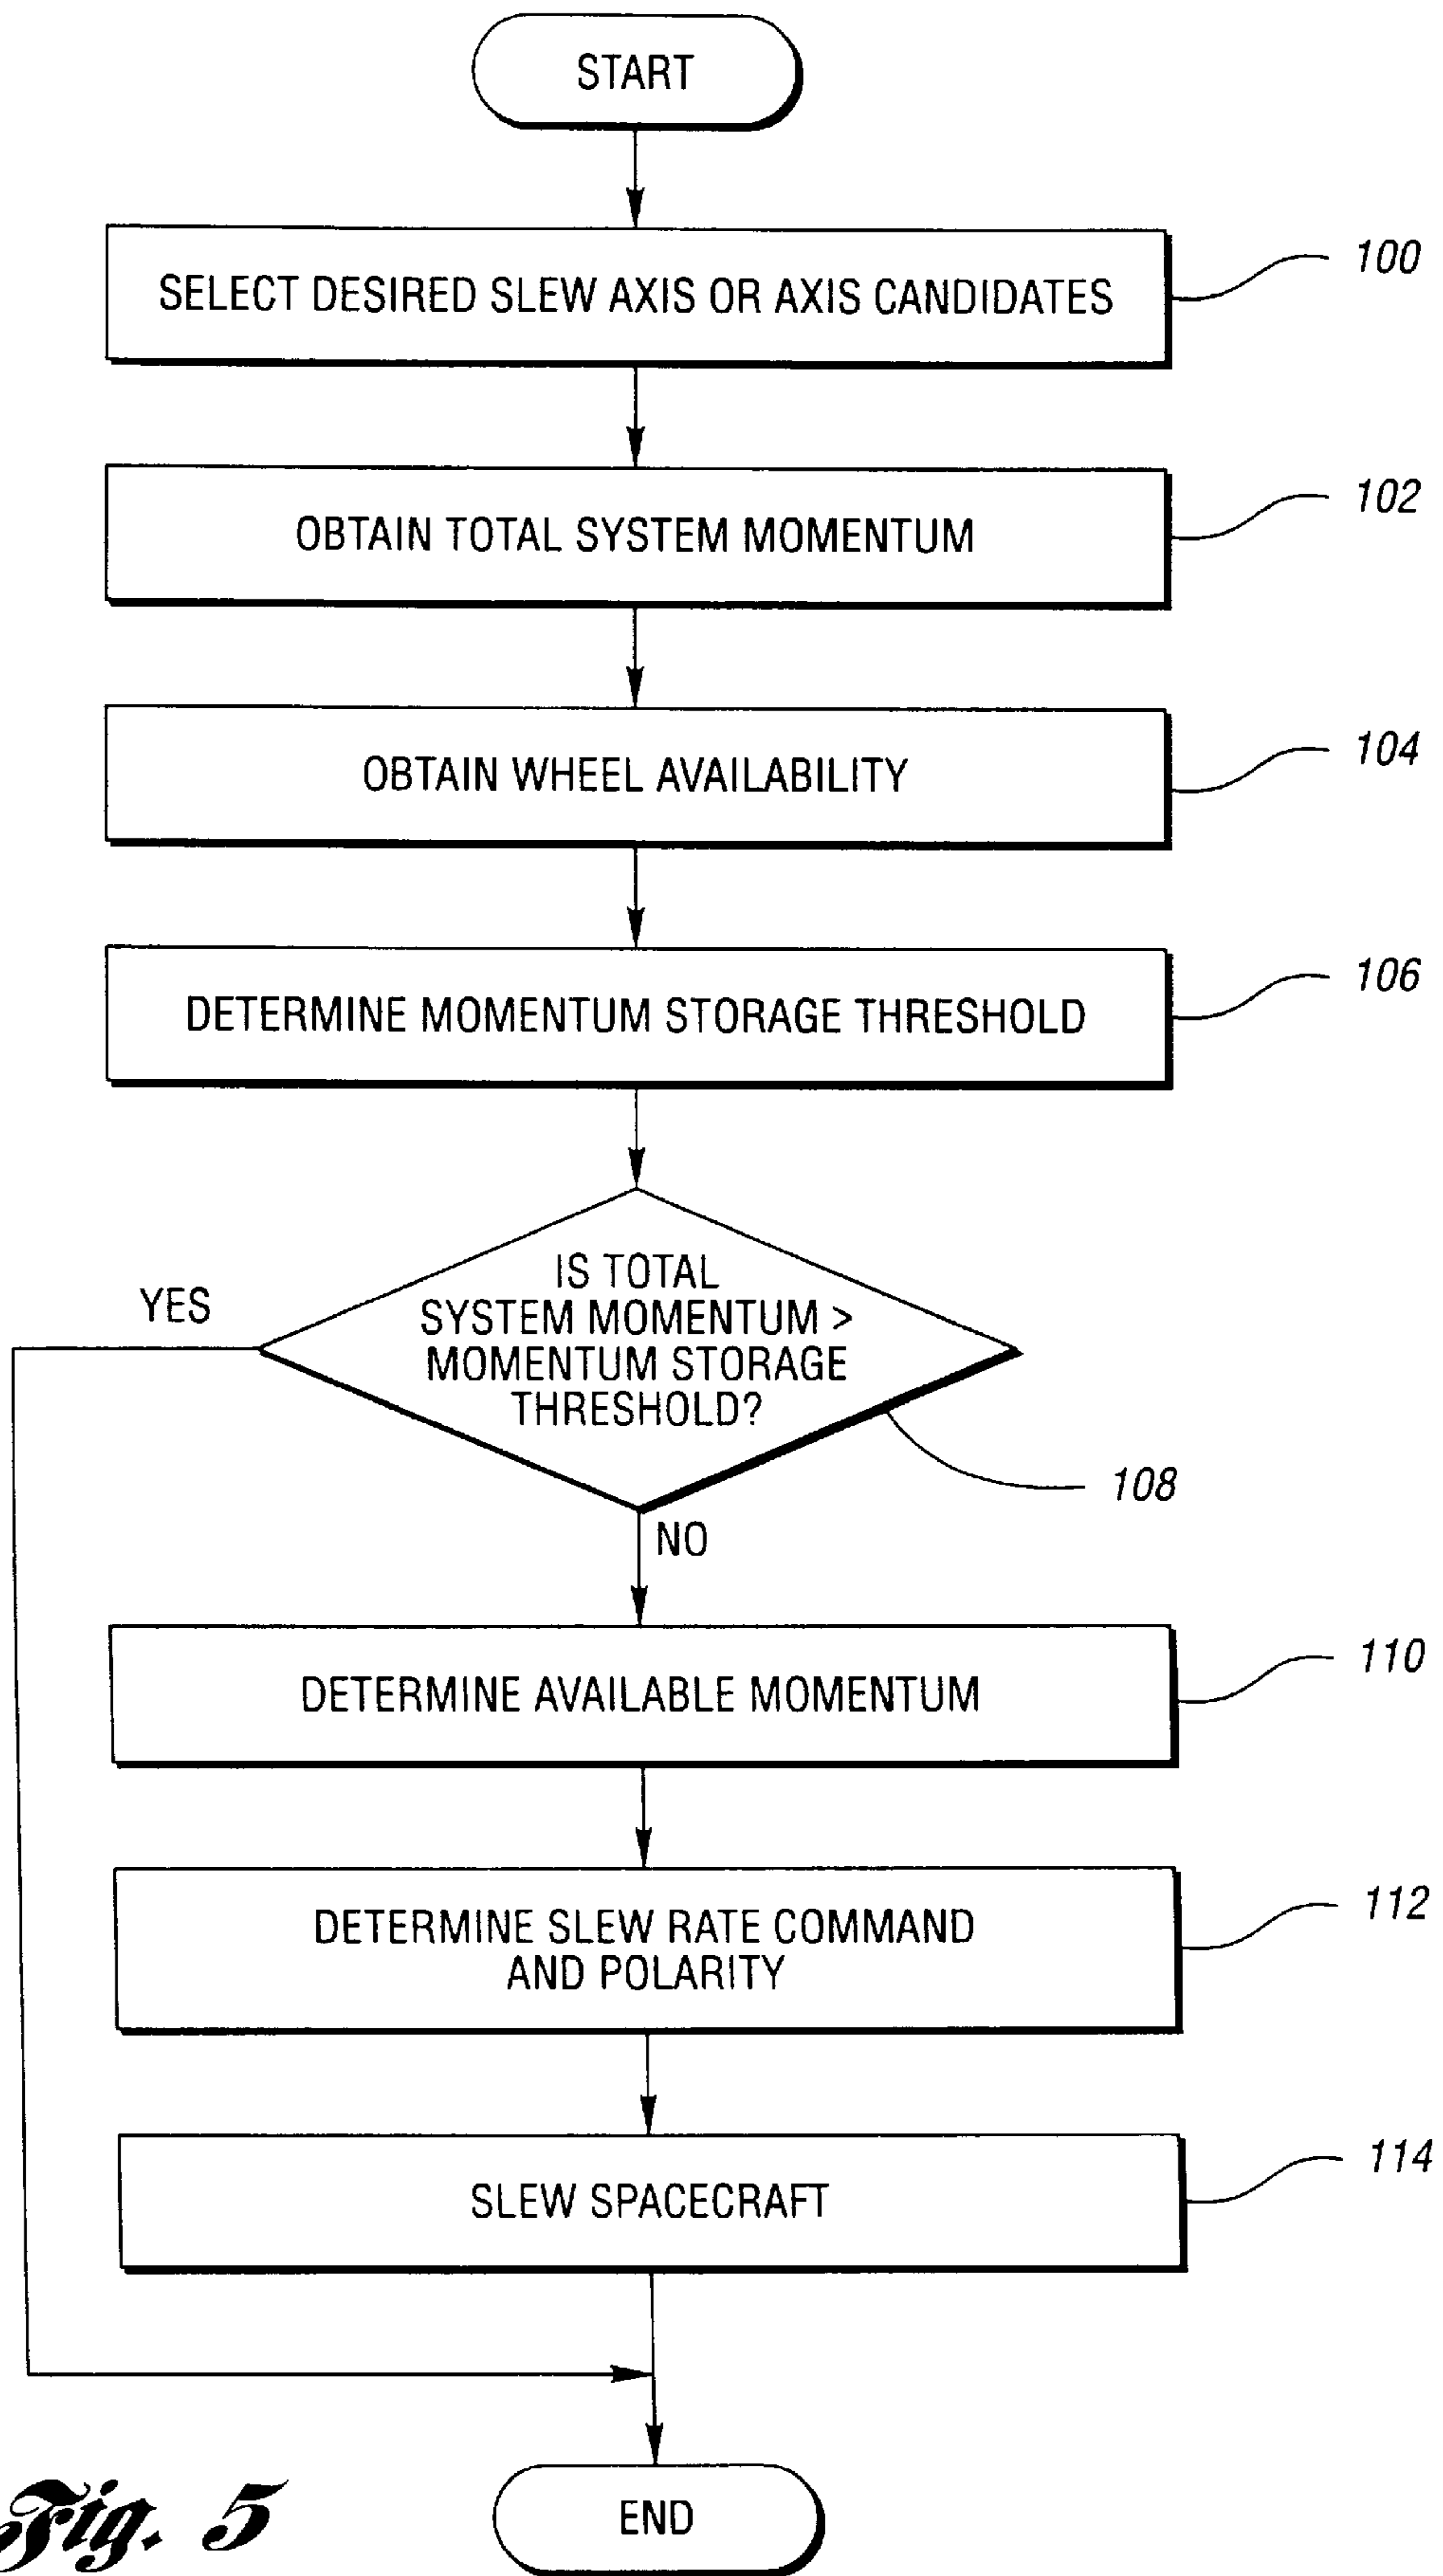 START
SELECT DESIRED SLEW AXIS OR AXIS CANDIDATES
100
OBTAIN TOTAL SYSTEM MOMENTUM
102
OBTAIN WHEEL AVAILABILITY
104
DETERMINE MOMENTUM STORAGE THRESHOLD
106
IS TOTAL
SYSTEM MOMENTUM >
MOMENTUM STORAGE
THRESHOLD?
YES
108
NO
DETERMINE AVAILABLE MOMENTUM
110
DETERMINE SLEW RATE COMMAND
AND POLARITY
112
SLEW SPACECRAFT
114
END
Fig. 5